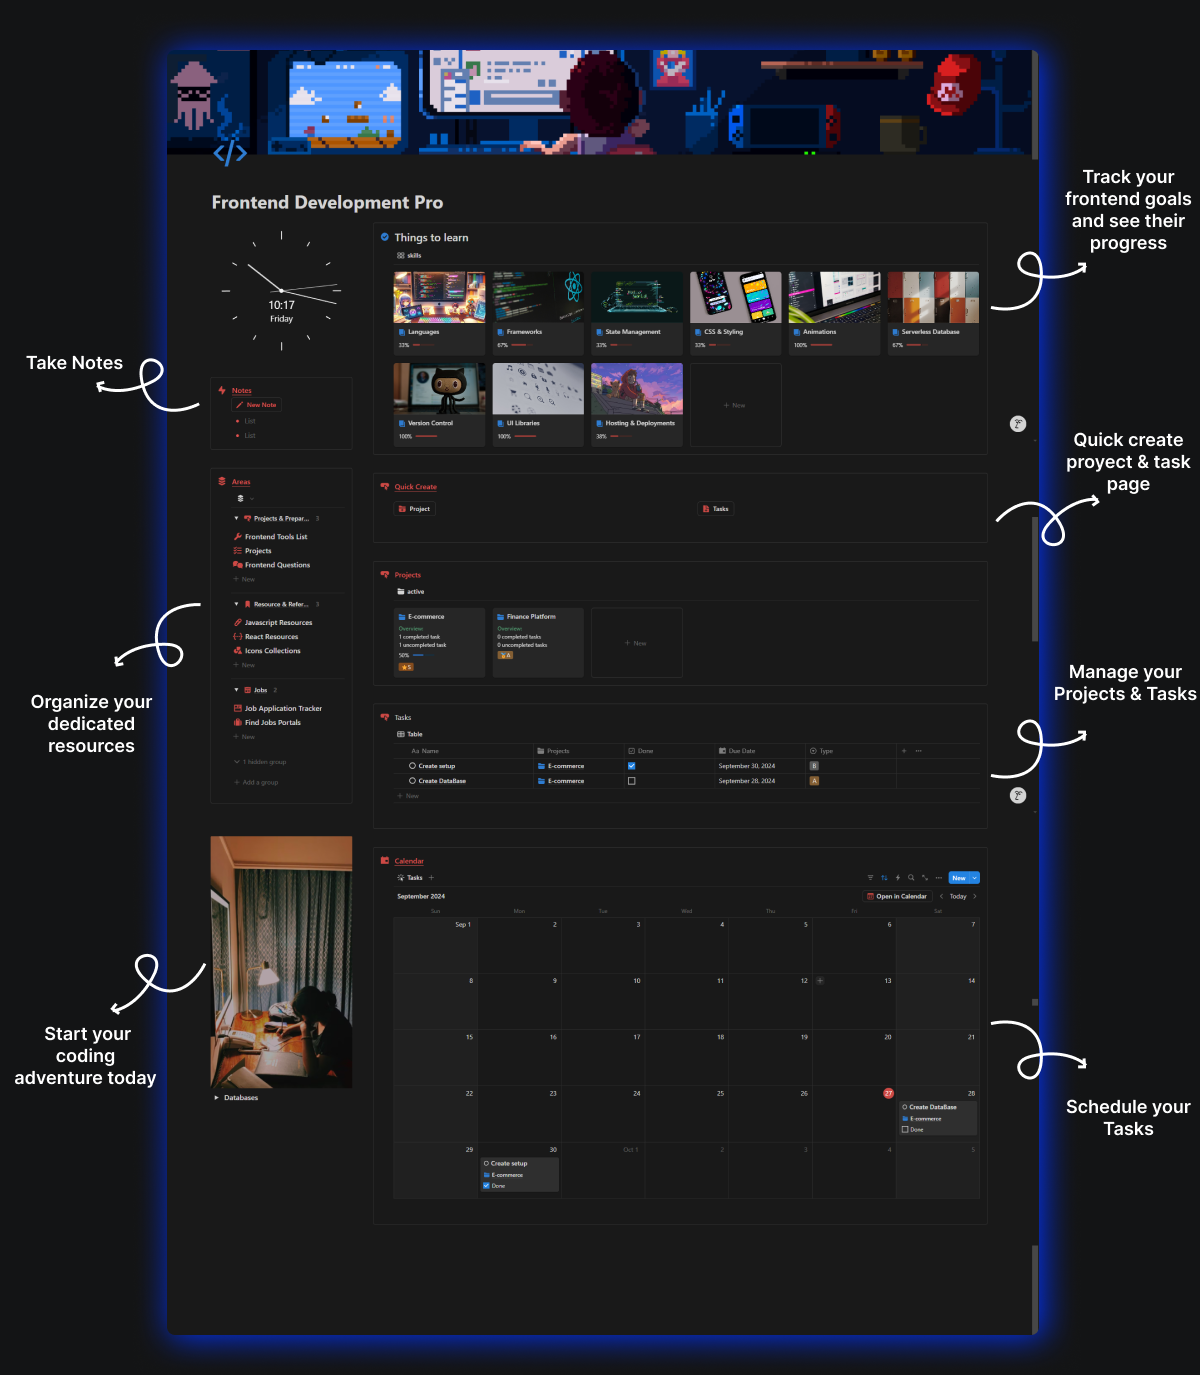 Frontend Development Pro
10:17
Friday
Take Notes
Notes
New Note
List
List
Areas
Projects & Prepar... 3
Frontend Tools List
Projects
Frontend Questions
+ New
Resource & Refer... 3
Javascript Resources
React Resources
Icons Collections
+ New
Jobs 2
Job Application Tracker
Find Jobs Portals
+ New
1 hidden group
+ Add a group
Organize your
dedicated
resources
Start your
coding
adventure today
Databases
Things to learn
skills
Languages
33%
Frameworks
67%
State Management
33%
CSS & Styling
33%
Animations
100%
Serverless Database
67%
Version Control
100%
UI Libraries
100%
Hosting & Deployments
38%
+ New
Track your
frontend goals
and see their
progress
Quick Create
Project
Tasks
Quick create
proyect & task
page
Projects
active
E-commerce
Overview:
1 completed task
1 uncompleted task
50%
S
Finance Platform
Overview:
0 completed tasks
0 uncompleted tasks
A
+ New
Manage your
Projects & Tasks
Tasks
Table
Aa Name Projects Done Due Date Type + ...
Create setup E-commerce September 30, 2024 B
Create DataBase E-commerce September 28, 2024 A
+ New
Calendar
Tasks +
New
September 2024
Open in Calendar
Today
Sun Mon Tue Wed Thu Fri Sat
Sep 1 2 3 4 5 6 7
8 9 10 11 12 + 13 14
15 16 17 18 19 20 21
22 23 24 25 26 27 28
Create DataBase
E-commerce
Done
29 30 Oct 1 2 3 4 5
Create setup
E-commerce
Done
Schedule your
Tasks